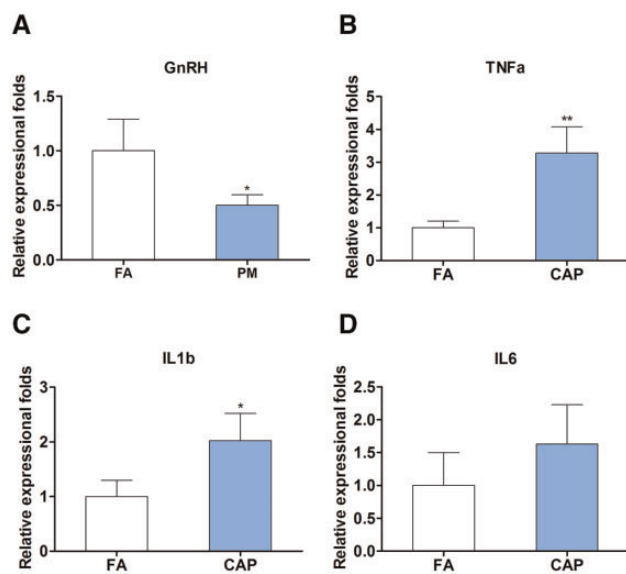 A
GnRH
Relative expressional folds
1.5
1.0
0.5
0.0
*
FA PM
B
TNFa
Relative expressional folds
5
4
3
2
1
0
**
FA CAP
C
IL1b
Relative expressional folds
3
2
1
0
*
FA CAP
D
IL6
Relative expressional folds
2.5
2.0
1.5
1.0
0.5
0.0
FA CAP